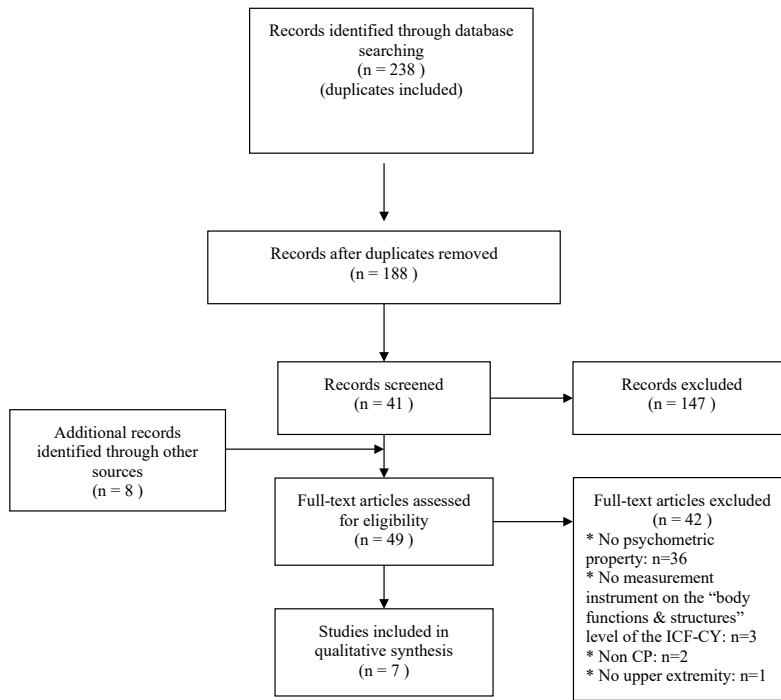 Records identified through database
searching
(n = 238 )
(duplicates included)
Records after duplicates removed
(n = 188 )
Records screened
(n = 41 )
Records excluded
(n = 147 )
Additional records
identified through other
sources
(n = 8 )
Full-text articles assessed
for eligibility
(n = 49 )
Full-text articles excluded
(n = 42 )
* No psychometric
property: n=36
* No measurement
instrument on the “body
functions & structures”
level of the ICF-CY: n=3
* Non CP: n=2
* No upper extremity: n=1
Studies included in
qualitative synthesis
(n = 7 )